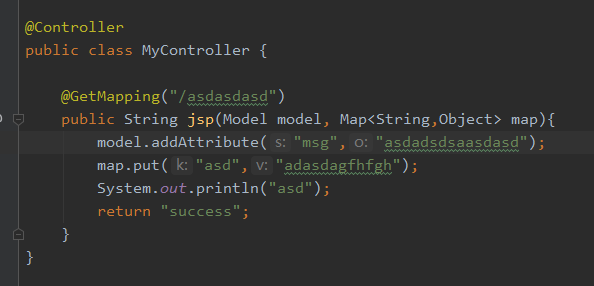 @Controller
public class MyController {
@GetMapping("/asdasdasd")
public String jsp(Model model, Map<String,Object> map){
model.addAttribute( s: "msg", o: "asdadsdsaasdasd");
map.put( k: "asd", v: "adasdagfhfgh");
System.out.println("asd");
return "success";
}
}